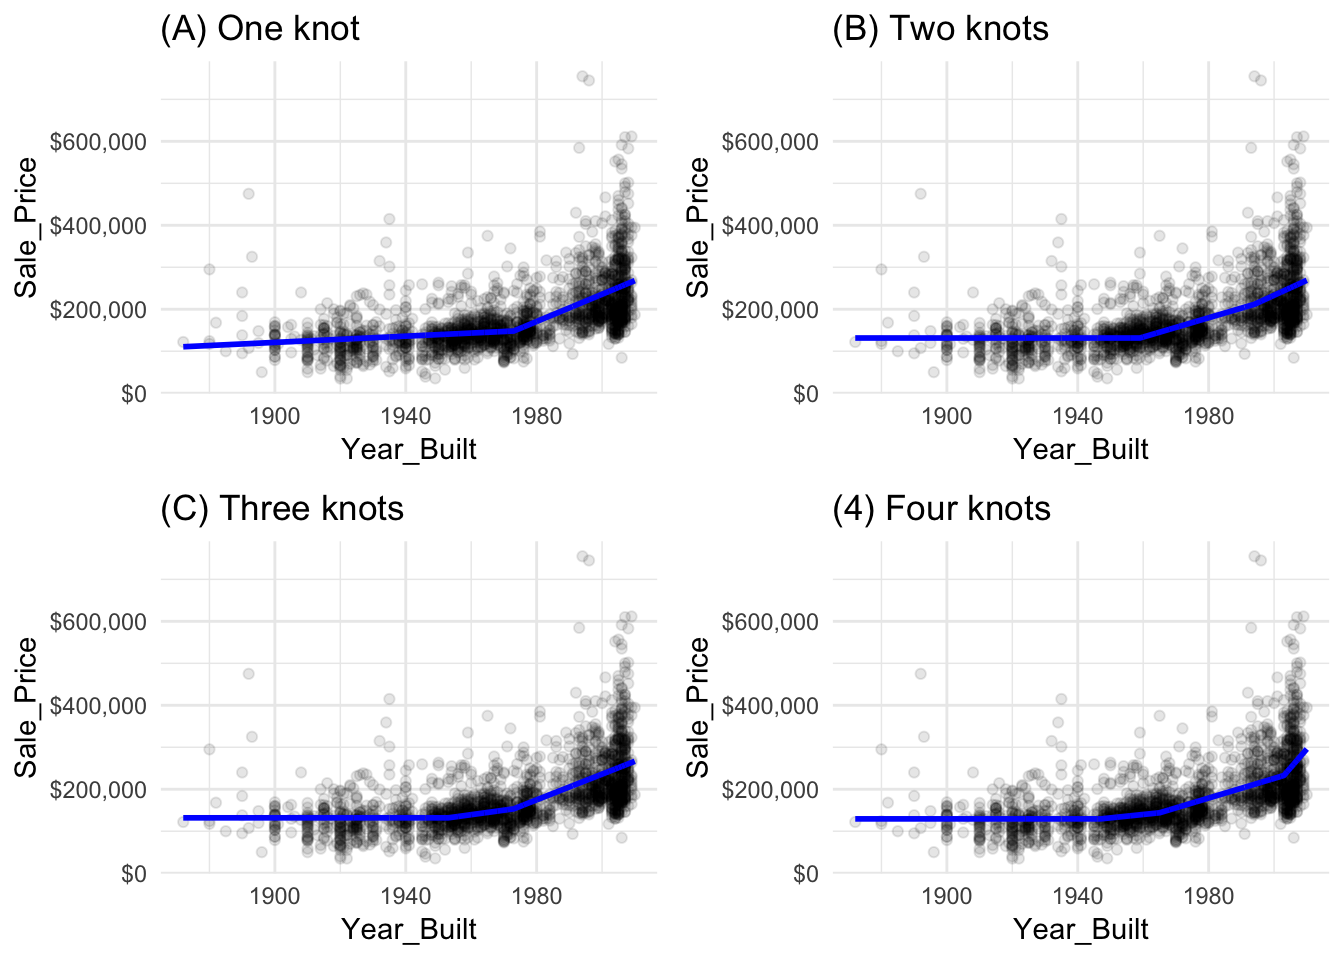 (A) One knot
Sale_Price
$600,000
$400,000
$200,000
$0
1900 1940 1980
Year_Built
(B) Two knots
Sale_Price
$600,000
$400,000
$200,000
$0
1900 1940 1980
Year_Built
(C) Three knots
Sale_Price
$600,000
$400,000
$200,000
$0
1900 1940 1980
Year_Built
(4) Four knots
Sale_Price
$600,000
$400,000
$200,000
$0
1900 1940 1980
Year_Built